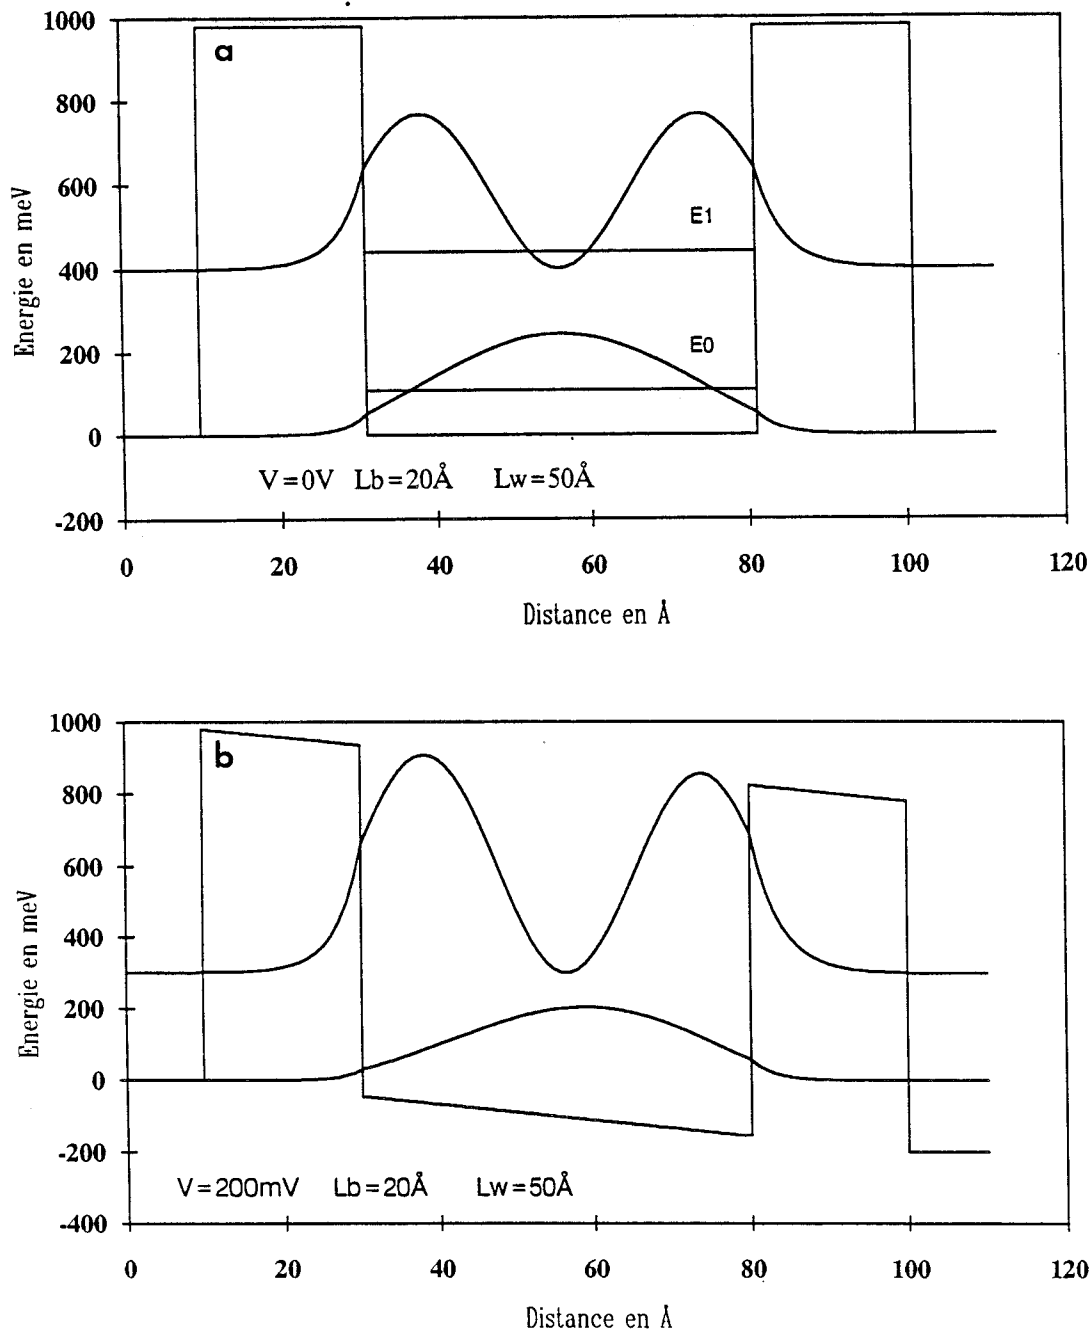 1000
a
800
600
E1
400
E0
200
0
V=0V Lb=20Å Lw=50Å
-200
0 20 40 60 80 100 120
Distance en Å
Energie en meV
1000
b
800
600
400
200
0
-200
V=200mV Lb=20Å Lw=50Å
-400
0 20 40 60 80 100 120
Distance en Å
Energie en meV